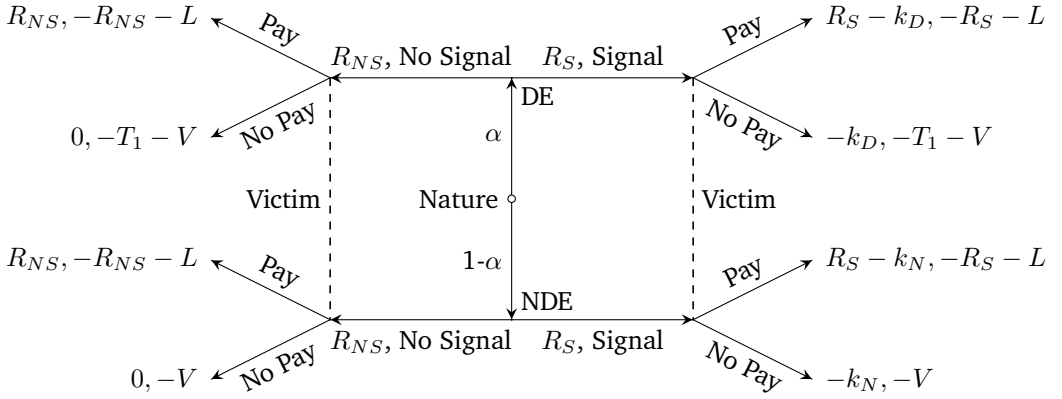 $R_{NS}, -R_{NS} - L$
Pay
$R_{NS}$, No Signal
$R_S$, Signal
Pay
$R_S - k_D, -R_S - L$
DE
No Pay
No Pay
$0, -T_1 - V$
$\alpha$
$-k_D, -T_1 - V$
Victim
Nature
Victim
$R_{NS}, -R_{NS} - L$
Pay
1-$\alpha$
Pay
$R_S - k_N, -R_S - L$
NDE
$R_{NS}$, No Signal
$R_S$, Signal
No Pay
No Pay
$0, -V$
$-k_N, -V$